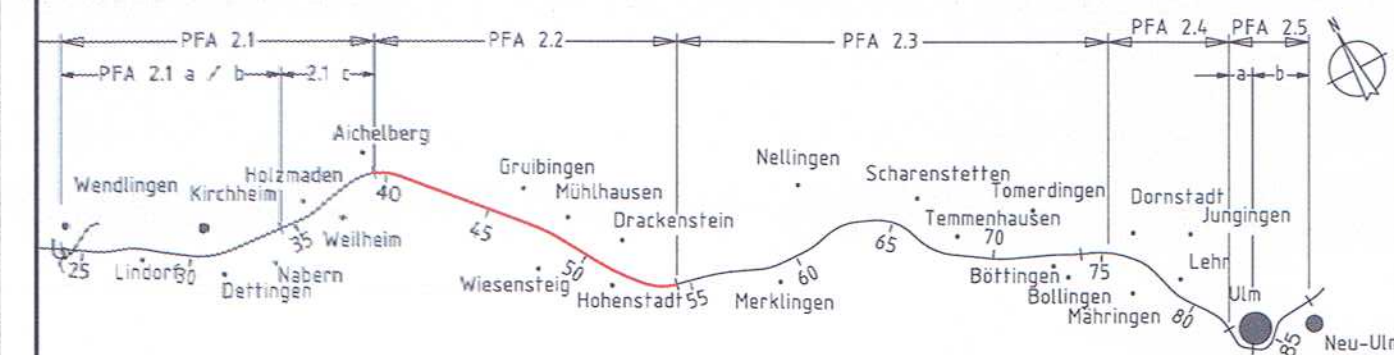 PFA 2.1
PFA 2.2
PFA 2.3
PFA 2.4
PFA 2.5
N
PFA 2.1 a / b
2.1 c
a
b
Aichelberg
Wendlingen
Kirchheim
Holzmaden
40
Gruibingen
Mühlhausen
Nellingen
Scharenstetten
Tomerdingen
Dornstadt
Jungingen
45
Drackenstein
Temmenhausen
70
65
35
Weilheim
25
Lindorf
30
Dettingen
Nabern
Wiesensteig
50
Hohenstadt
55
Merklingen
60
Böttingen
75
Lehr
Bollingen
Mähringen
80
Ulm
85
Neu-Ulm